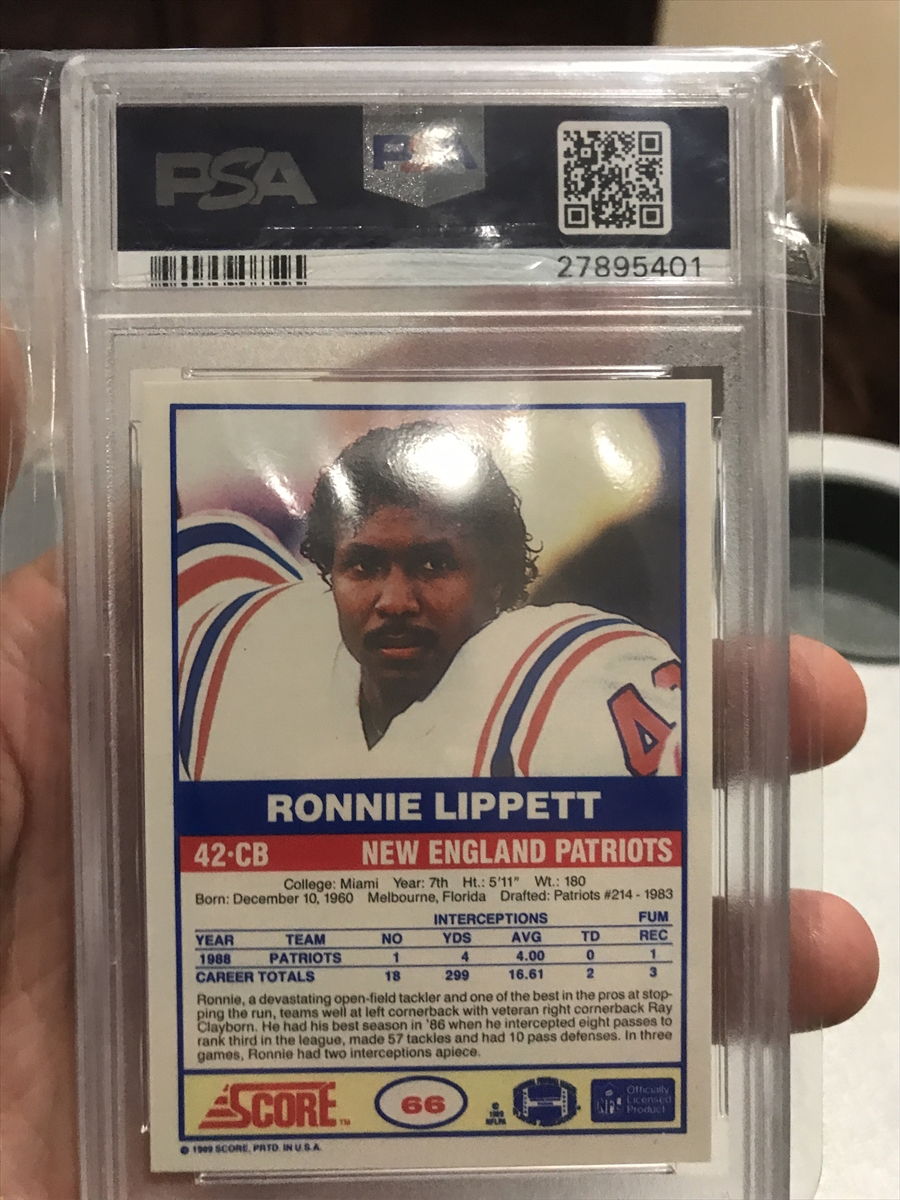 PSA
PSA
27895401
42
RONNIE LIPPETT
42·CB NEW ENGLAND PATRIOTS
College: Miami Year: 7th Ht.: 5'11" Wt.: 180
Born: December 10, 1960 Melbourne, Florida Drafted: Patriots #214 - 1983
INTERCEPTIONS FUM
YEAR TEAM NO YDS AVG TD REC
1988 PATRIOTS 1 4 4.00 0 1
CAREER TOTALS 18 299 16.61 2 3
Ronnie, a devastating open-field tackler and one of the best in the pros at stop-
ping the run, teams well at left cornerback with veteran right cornerback Ray
Clayborn. He had his best season in '86 when he intercepted eight passes to
rank third in the league, made 57 tackles and had 10 pass defenses. In three
games, Ronnie had two interceptions apiece.
SCORE™ 66
©
1989
NFLPA
NFL
Officially
Licensed
Product
© 1989 SCORE, PRTD. IN U.S.A.